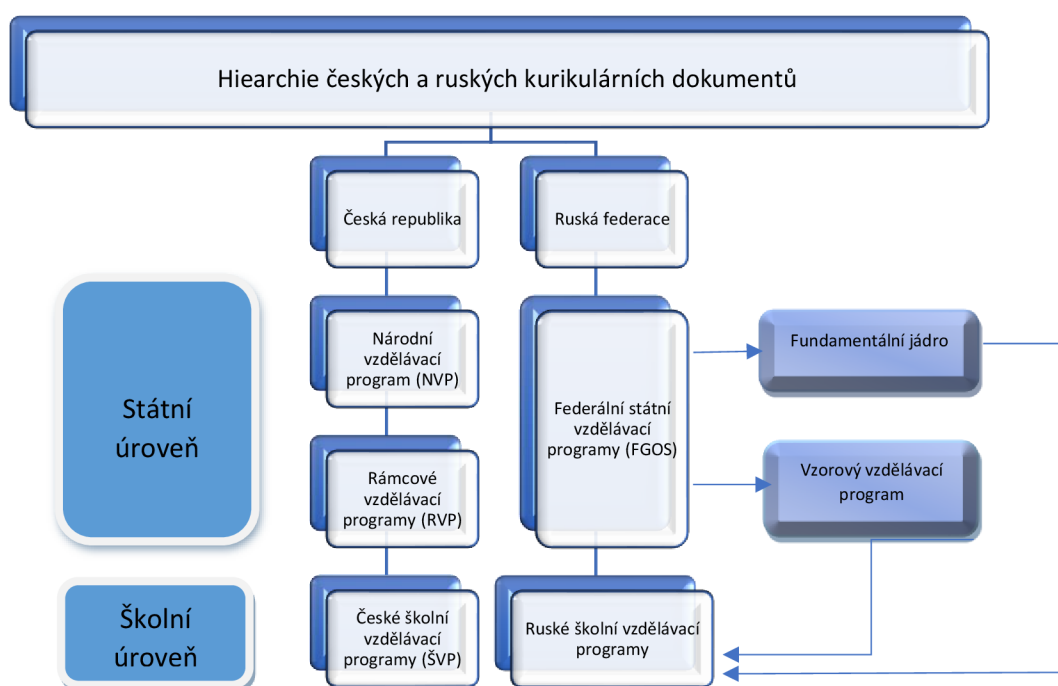 Hiearchie českých a ruských kurikulárních dokumentů
Česká republika
Ruská federace
Státní
úroveň
Národní
vzdělávací
program (NVP)
Federální státní
vzdělávací
programy (FGOS)
Fundamentální jádro
Rámcové
vzdělávací
programy (RVP)
Vzorový vzdělávací
program
Školní
úroveň
České školní
vzdělávací
programy (ŠVP)
Ruské školní vzdělávací
programy